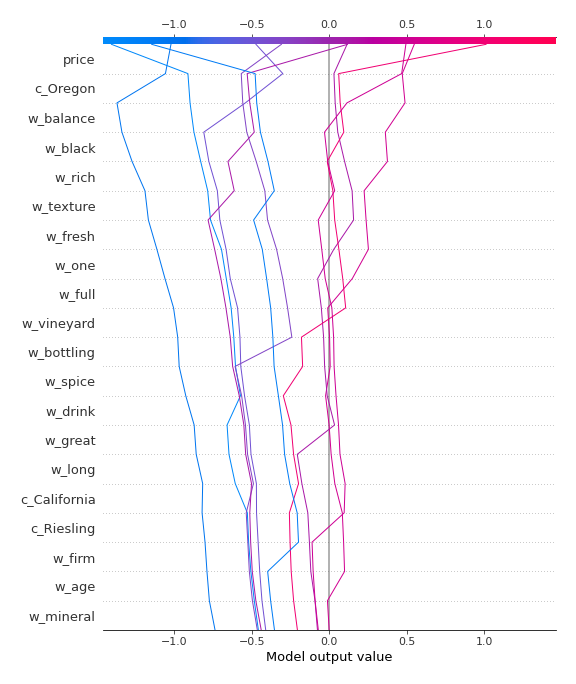 −1.0 −0.5 0.0 0.5 1.0
price
c_Oregon
w_balance
w_black
w_rich
w_texture
w_fresh
w_one
w_full
w_vineyard
w_bottling
w_spice
w_drink
w_great
w_long
c_California
c_Riesling
w_firm
w_age
w_mineral
−1.0 −0.5 0.0 0.5 1.0
Model output value